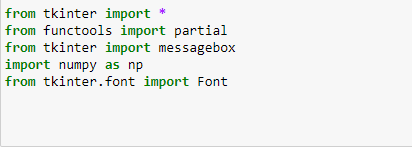 from tkinter import *
from functools import partial
from tkinter import messagebox
import numpy as np
from tkinter.font import Font